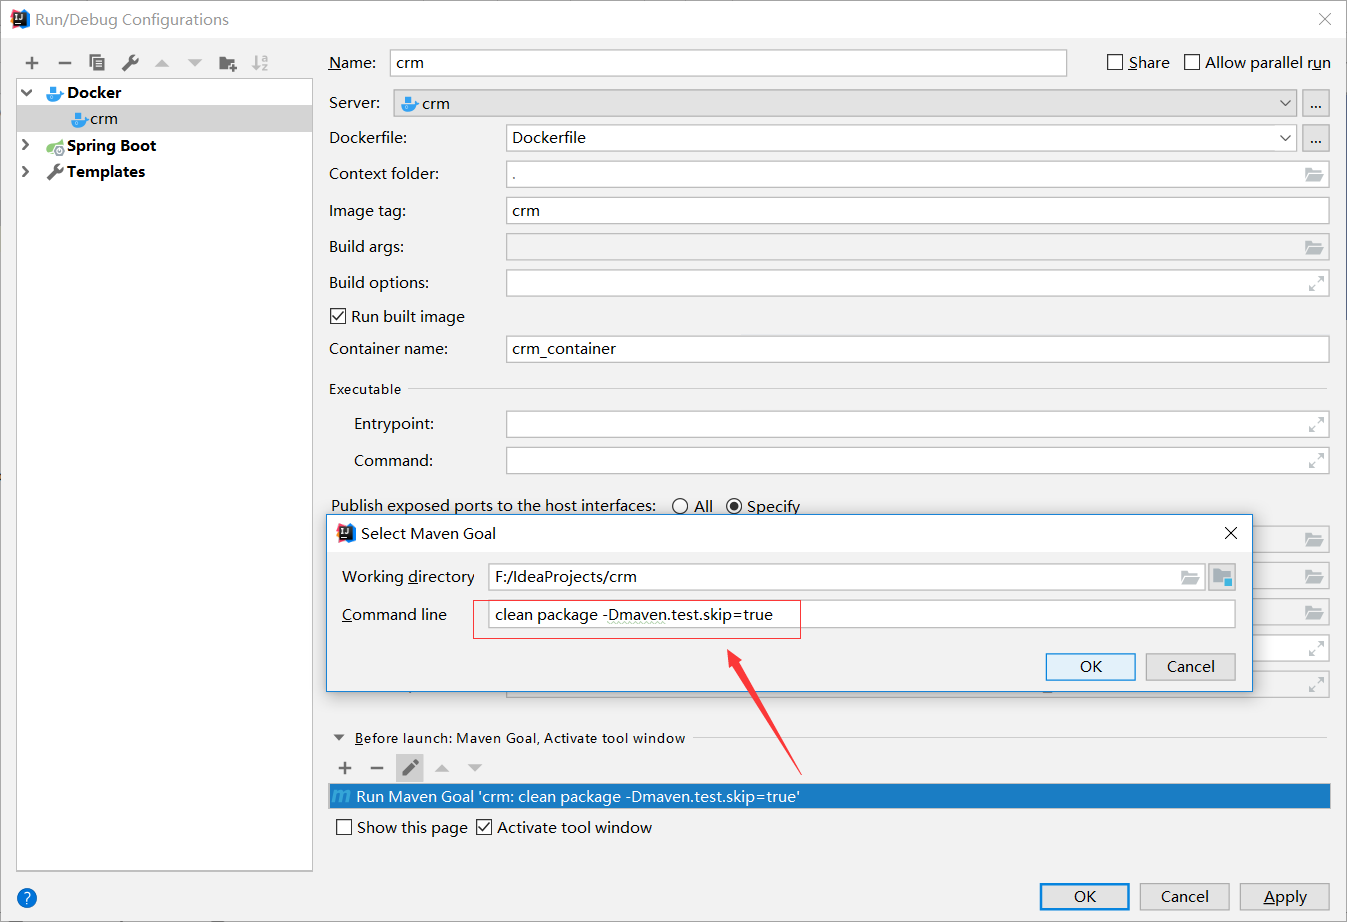 Run/Debug Configurations
Name: crm
Share
Allow parallel run
Docker
crm
Spring Boot
Templates
Server: crm ...
Dockerfile: Dockerfile ...
Context folder: .
Image tag: crm
Build args:
Build options:
Run built image
Container name: crm_container
Executable
Entrypoint:
Command:
Publish exposed ports to the host interfaces: All Specify
Select Maven Goal
Working directory F:/IdeaProjects/crm
Command line clean package -Dmaven.test.skip=true
OK Cancel
Before launch: Maven Goal, Activate tool window
Run Maven Goal 'crm: clean package -Dmaven.test.skip=true'
Show this page Activate tool window
? OK Cancel Apply